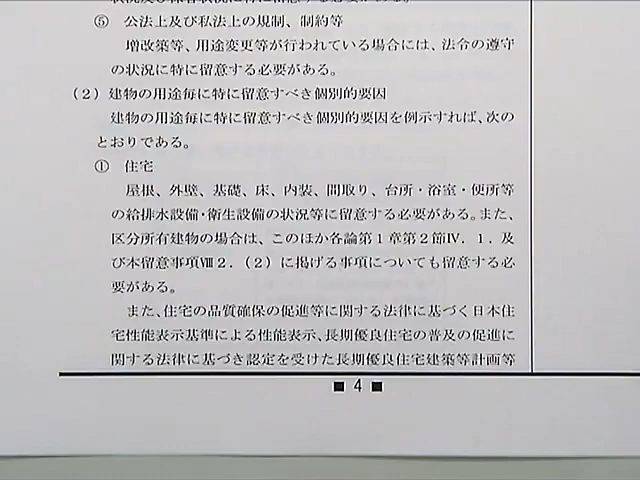 ⑤ 公法上及び私法上の規制、制約等
増改築等、用途変更等が行われている場合には、法令の遵守
の状況に特に留意する必要がある。
(2)建物の用途毎に特に留意すべき個別的要因
建物の用途毎に特に留意すべき個別的要因を例示すれば、次の
とおりである。
① 住宅
屋根、外壁、基礎、床、内装、間取り、台所・浴室・便所等
の給排水設備・衛生設備の状況等に留意する必要がある。また、
区分所有建物の場合は、このほか各論第1章第2節Ⅳ.1.及
び本留意事項Ⅷ2.(2)に掲げる事項についても留意する必
要がある。
また、住宅の品質確保の促進等に関する法律に基づく日本住
宅性能表示基準による性能表示、長期優良住宅の普及の促進に
関する法律に基づき認定を受けた長期優良住宅建築等計画等
■ 4 ■